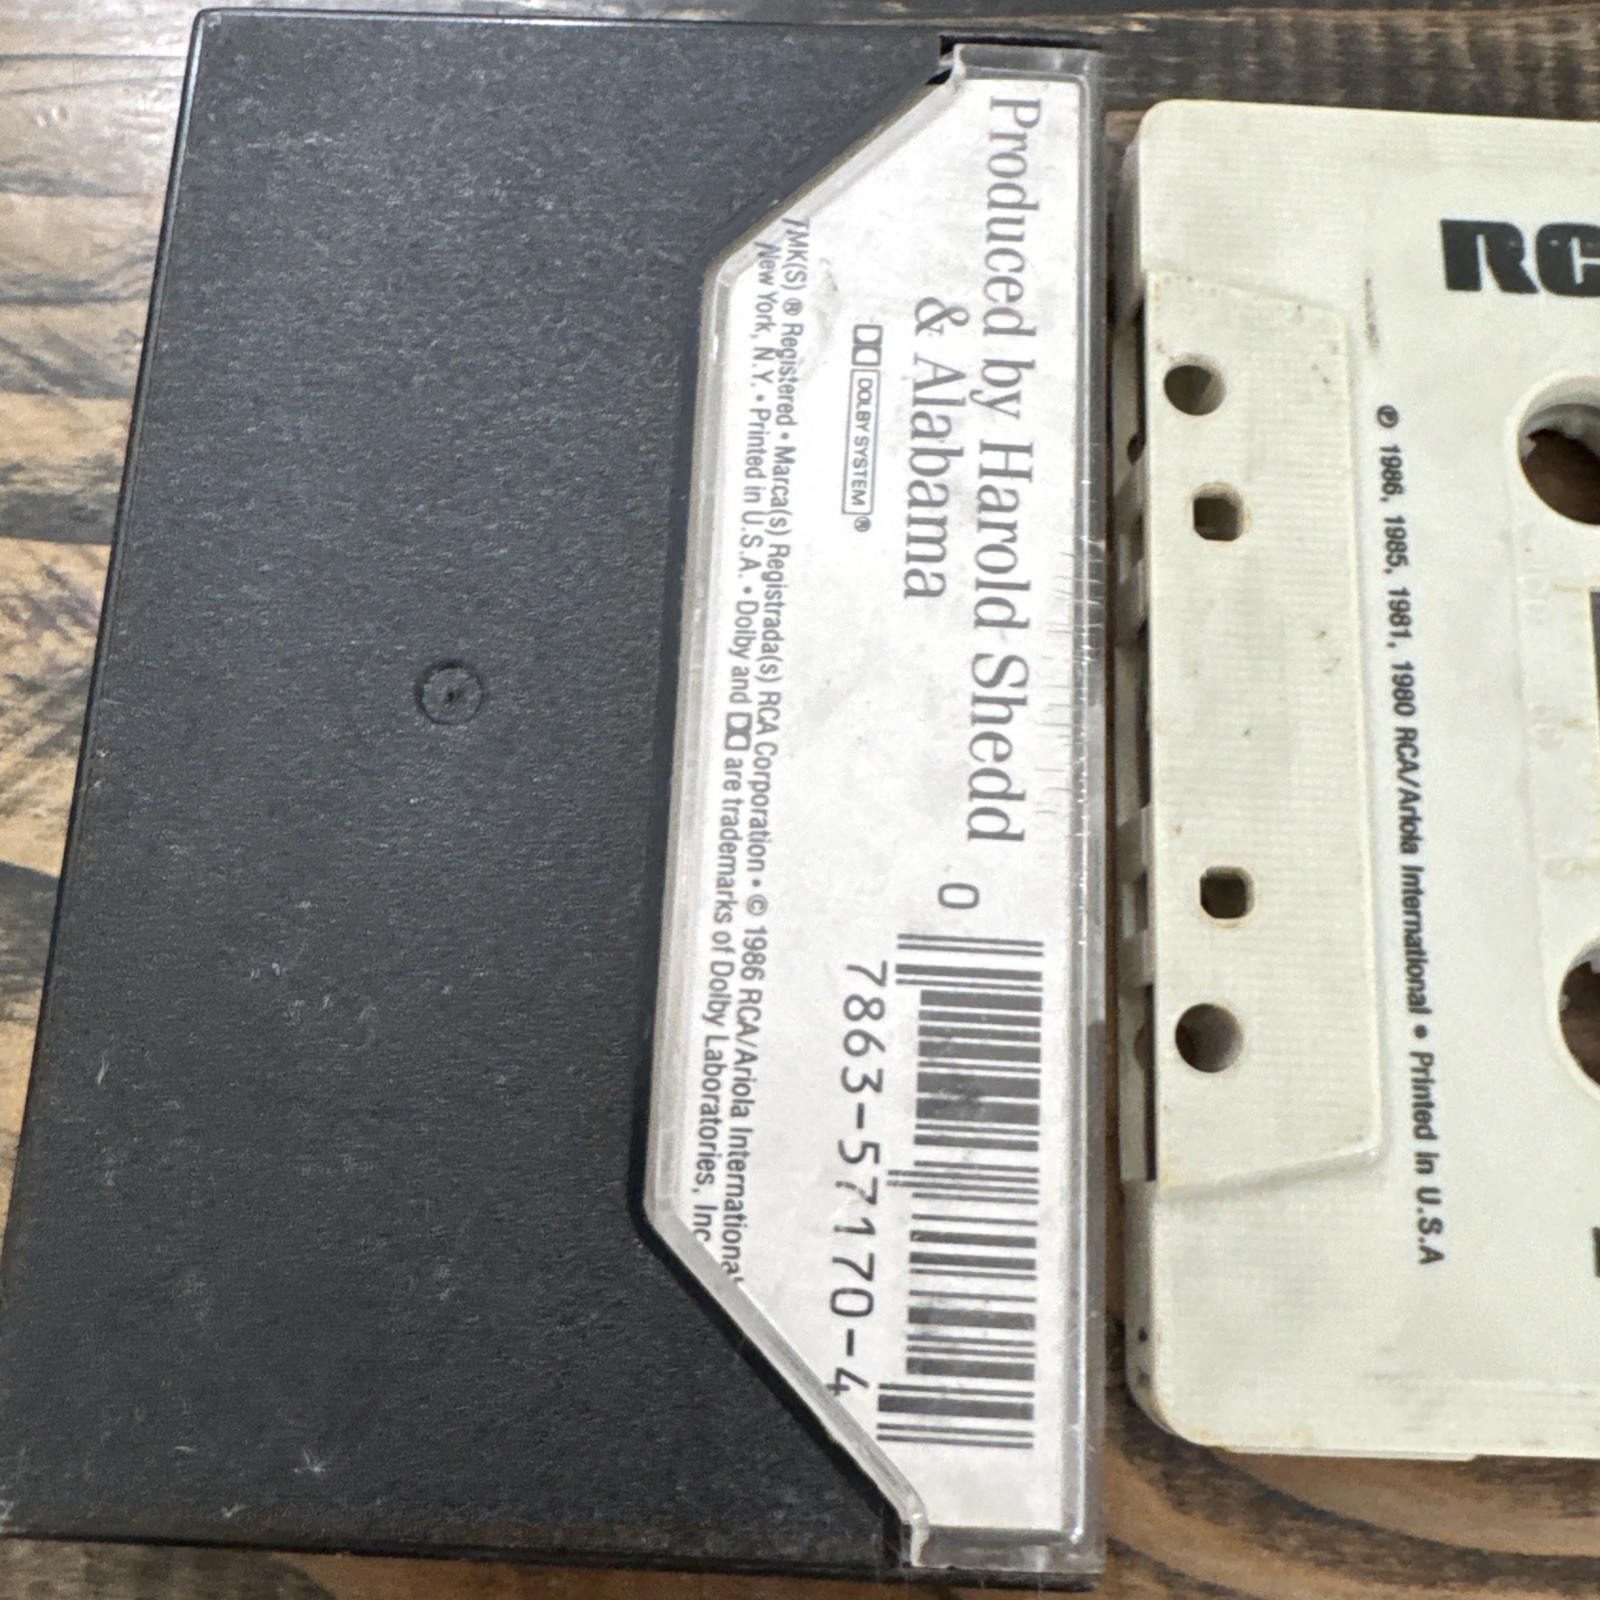 Produced by Harold Shedd
& Alabama
DOLBY SYSTEM ®
TMK(S) ® Registered • Marca(s) Registrada(s) RCA Corporation • © 1986 RCA/Ariola International
New York, N.Y. • Printed in U.S.A. • Dolby and are trademarks of Dolby Laboratories, Inc
0
7863-57170-4
RC
℗ 1986, 1985, 1981, 1980 RCA/Ariola International • Printed in U.S.A